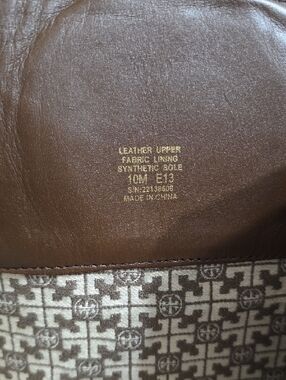 LEATHER UPPER
FABRIC LINING
SYNTHETIC SOLE
10M E13
S/N:22138608
MADE IN CHINA